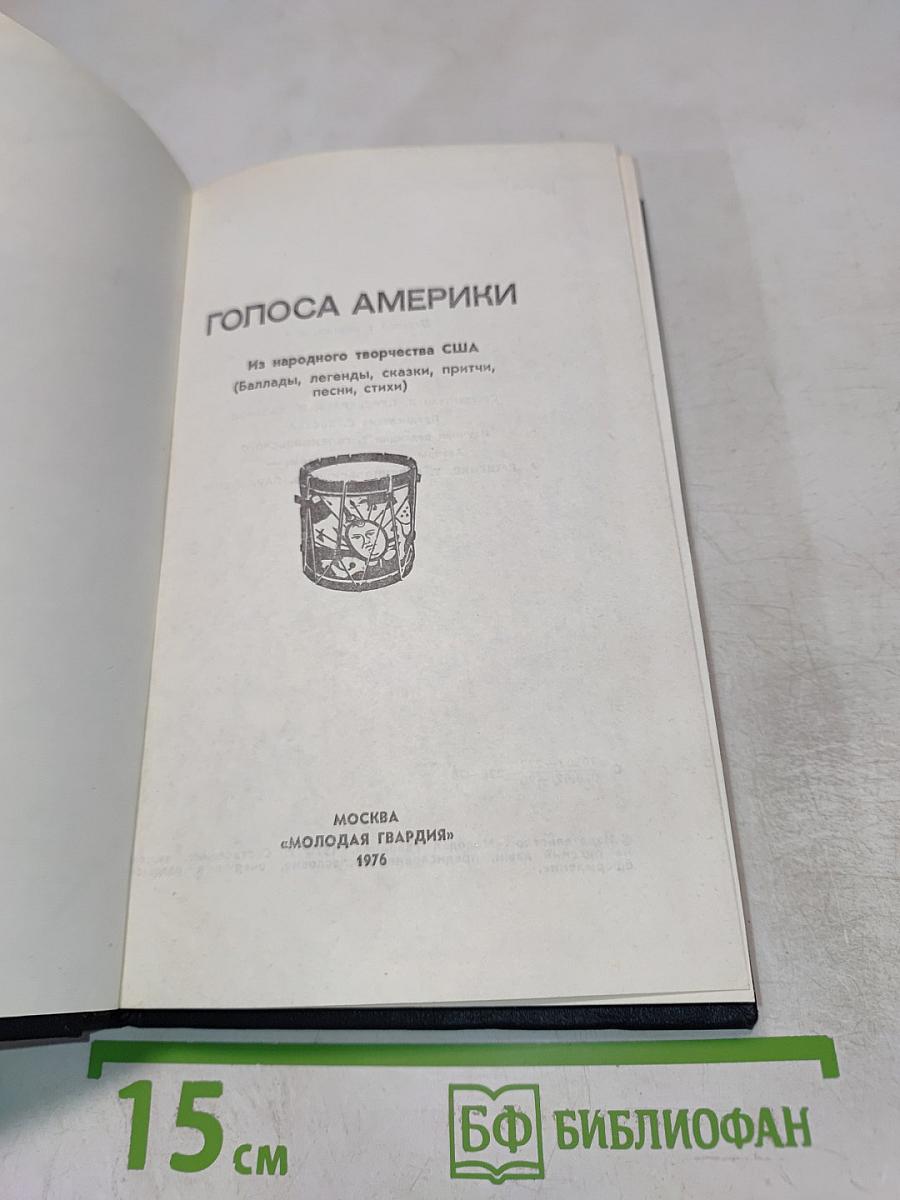 ГОЛОСА АМЕРИКИ
Из народного творчества США
(Баллады, легенды, сказки, притчи,
песни, стихи)
МОСКВА
«МОЛОДАЯ ГВАРДИЯ»
1976
15 см
БФ БИБЛИОФАН